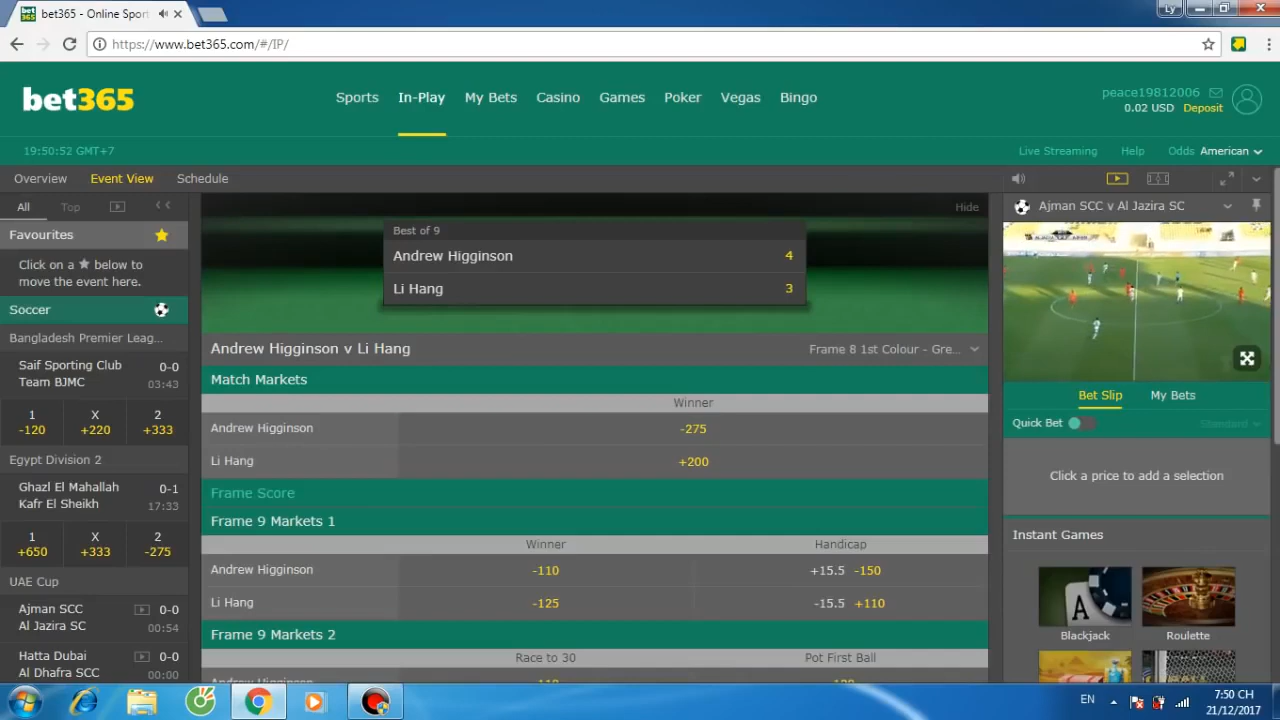 Ly
bet365 - Online Sport
https://www.bet365.com/#/IP/
bet365
Sports In-Play My Bets Casino Games Poker Vegas Bingo
peace19812006
0.02 USD Deposit
19:50:52 GMT+7
Live Streaming Help Odds American
Overview Event View Schedule
All Top
Favourites
Click on a ★ below to
move the event here.
Soccer
Bangladesh Premier Leag...
Saif Sporting Club 0-0
Team BJMC 03:43
1 X 2
-120 +220 +333
Egypt Division 2
Ghazl El Mahallah 0-1
Kafr El Sheikh 17:33
1 X 2
+650 +333 -275
UAE Cup
Ajman SCC 0-0
Al Jazira SC 00:54
Hatta Dubai 0-0
Al Dhafra SCC 00:00
Hide
Best of 9
Andrew Higginson 4
Li Hang 3
Andrew Higginson v Li Hang Frame 8 1st Colour - Gre...
Match Markets
Winner
Andrew Higginson -275
Li Hang +200
Frame Score
Frame 9 Markets 1
Winner Handicap
Andrew Higginson -110 +15.5 -150
Li Hang -125 -15.5 +110
Frame 9 Markets 2
Race to 30 Pot First Ball
Ajman SCC v Al Jazira SC
Bet Slip My Bets
Quick Bet Standard
Click a price to add a selection
Instant Games
Blackjack Roulette
EN
7:50 CH
21/12/2017